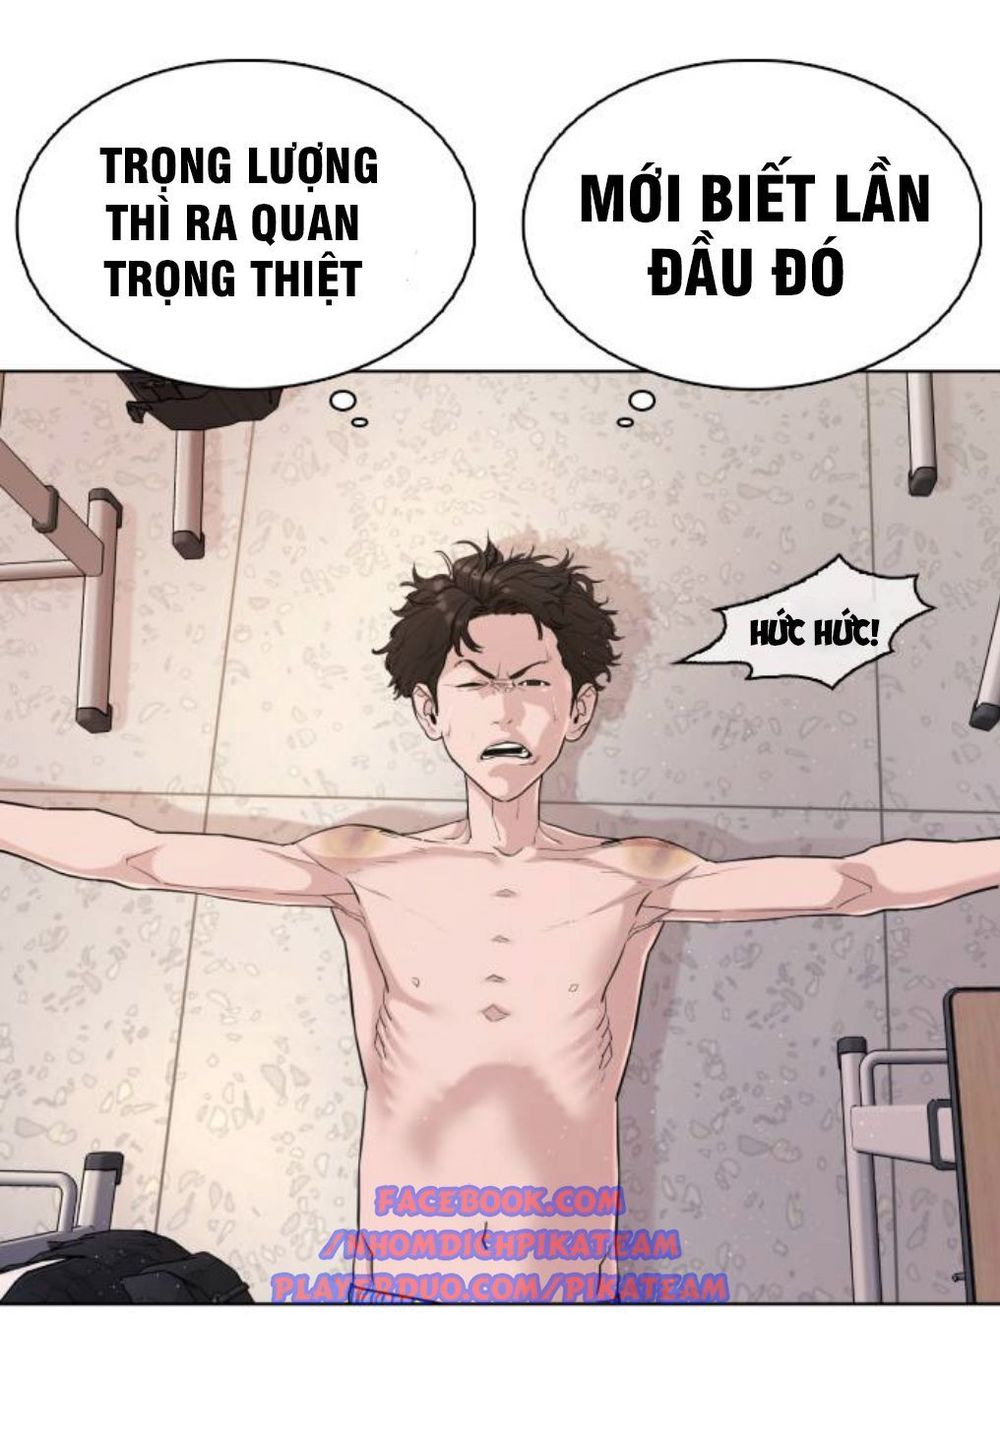 TRỌNG LƯỢNG
THÌ RA QUAN
TRỌNG THIỆT
MỚI BIẾT LẦN
ĐẦU ĐÓ
HỨC HỨC!
FACEBOOK.COM
/NHOMDICHPIKATEAM
PLAYERDUO.COM/PIKATEAM